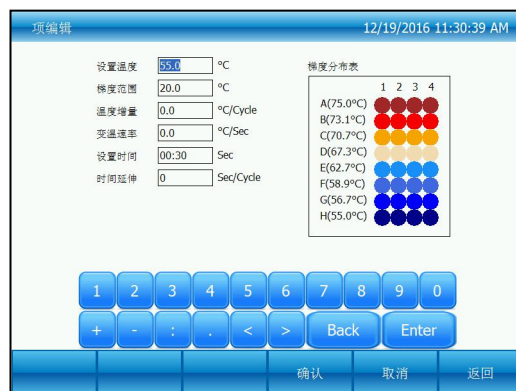 项编辑 12/19/2016 11:30:39 AM
设置温度 55.0 °C
梯度范围 20.0 °C
温度增量 0.0 °C/Cycle
变温速率 0.0 °C/Sec
设置时间 00:30 Sec
时间延伸 0 Sec/Cycle
梯度分布表
1 2 3 4
A(75.0°C)
B(73.1°C)
C(70.7°C)
D(67.3°C)
E(62.7°C)
F(58.9°C)
G(56.7°C)
H(55.0°C)
1 2 3 4 5 6 7 8 9 0
+ - : . < > Back Enter
确认 取消 返回